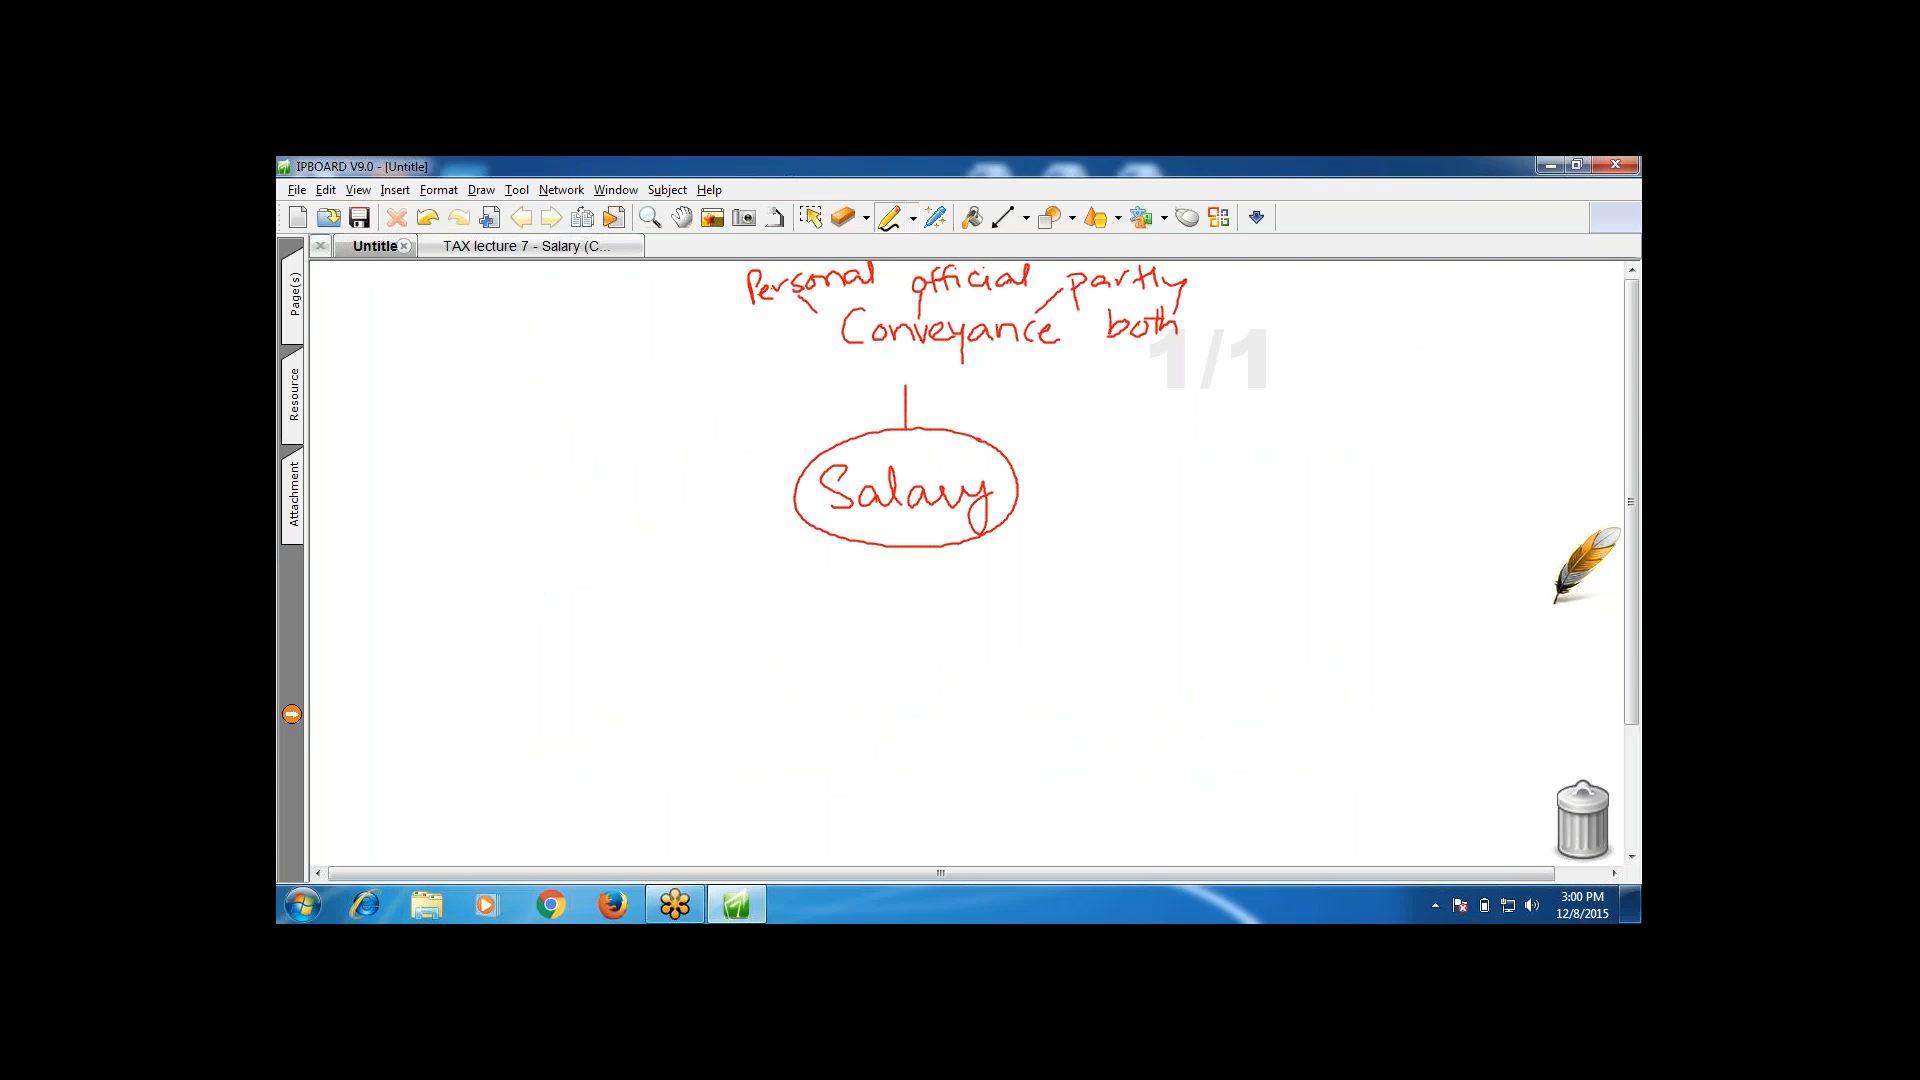 IPBOARD V9.0 - [Untitle]
File Edit View Insert Format Draw Tool Network Window Subject Help
Untitle TAX lecture 7 - Salary (C...
Page(s)
Resource
Attachment
Personal official partly
Conveyance both
1/1
Salary
3:00 PM
12/8/2015